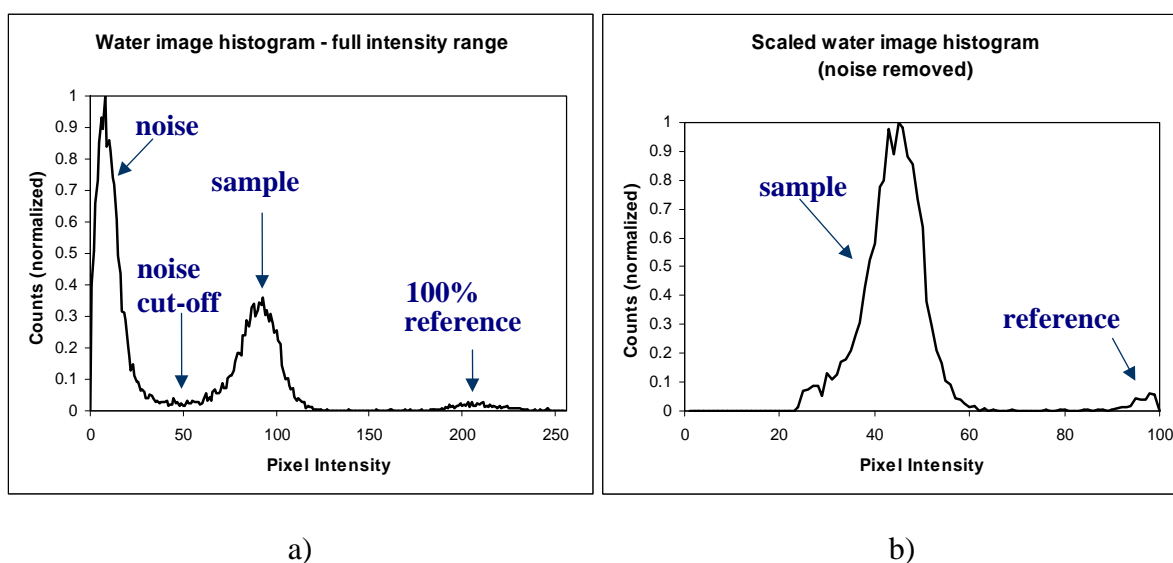 Water image histogram - full intensity range
Counts (normalized)
1
0.9
0.8
0.7
0.6
0.5
0.4
0.3
0.2
0.1
0
noise
sample
noise
cut-off
100%
reference
0
50
100
150
200
250
Pixel Intensity
a)
Scaled water image histogram
(noise removed)
Counts (normalized)
1
0.9
0.8
0.7
0.6
0.5
0.4
0.3
0.2
0.1
0
sample
reference
0
20
40
60
80
100
Pixel Intensity
b)